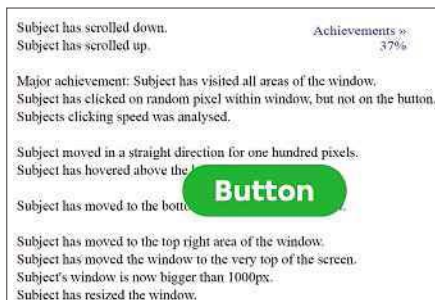 Subject has scrolled down.
Achievements »
Subject has scrolled up.
37%
Major achievement: Subject has visited all areas of the window.
Subject has clicked on random pixel within window, but not on the button.
Subjects clicking speed was analysed.
Subject moved in a straight direction for one hundred pixels.
Subject has hovered above the
Button
Subject has moved to the
Subject has moved to the top right area of the window.
Subject has moved the window to the very top of the screen.
Subject's window is now bigger than 1000px.
Subject has resized the window.